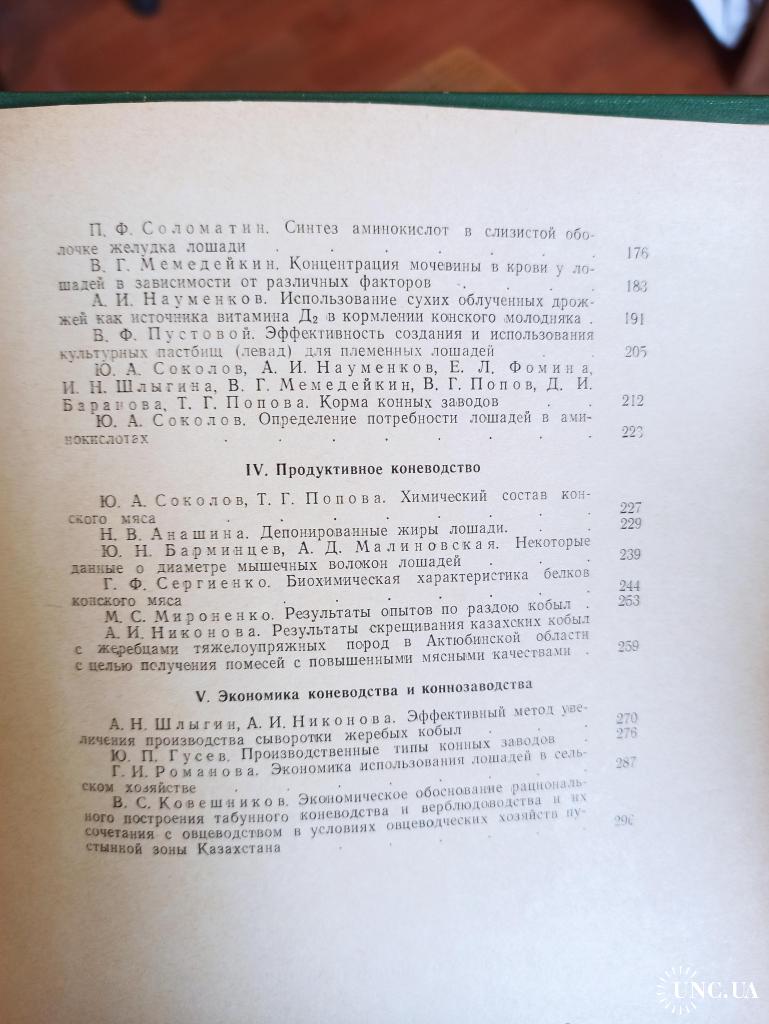 П. Ф. Соломатин. Синтез аминокислот в слизистой обо-
лочке желудка лошади . . . . . . . 176
В. Г. Мемедейкин. Концентрация мочевины в крови у ло-
шадей в зависимости от различных факторов . . . . 183
А. И. Науменков. Использование сухих облученных дрож-
жей как источника витамина Д₂ в кормлении конского молодняка . 191
В. Ф. Пустовой. Эффективность создания и использования
культурных пастбищ (левад) для племенных лошадей . . 205
Ю. А. Соколов, А. И. Науменков, Е. Л. Фомина,
И. Н. Шлыгина, В. Г. Мемедейкин, В. Г. Попов, Д. И.
Баранова, Т. Г. Попова. Корма конных заводов . . 212
Ю. А. Соколов. Определение потребности лошадей в ами-
нокислотах . . . . . . . . 223
IV. Продуктивное коневодство
Ю. А. Соколов, Т. Г. Попова. Химический состав кон-
ского мяса . . . . . . . . 227
Н. В. Анашина. Депонированные жиры лошади. . . 229
Ю. Н. Барминцев, А. Д. Малиновская. Некоторые
данные о диаметре мышечных волокон лошадей . . . 239
Г. Ф. Сергиенко. Биохимическая характеристика белков
конского мяса . . . . . . . . 244
М. С. Мироненко. Результаты опытов по раздою кобыл . 253
А. И. Никонова. Результаты скрещивания казахских кобыл
с жеребцами тяжелоупряжных пород в Актюбинской области
с целью получения помесей с повышенными мясными качествами . 259
V. Экономика коневодства и коннозаводства
А. Н. Шлыгин, А. И. Никонова. Эффективный метод уве-
личения производства сыворотки жеребых кобыл . . . 270
Ю. П. Гусев. Производственные типы конных заводов . 276
Г. И. Романова. Экономика использования лошадей в сель-
ском хозяйстве . . . . . . . . 287
В. С. Ковешников. Экономическое обоснование рациональ-
ного построения табунного коневодства и верблюдоводства и их
сочетания с овцеводством в условиях овцеводческих хозяйств пу-
стынной зоны Казахстана . . . . . 296
UNC.UA